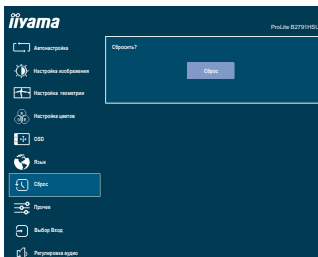 iiyama
ProLite B2791HSU
Автонастройка
Сбросить?
Сброс
Настройка изображения
Настройка геометрии
Настройка цветов
OSD
Язык
Сброс
Прочее
Выбор Вход
Регулировка аудио